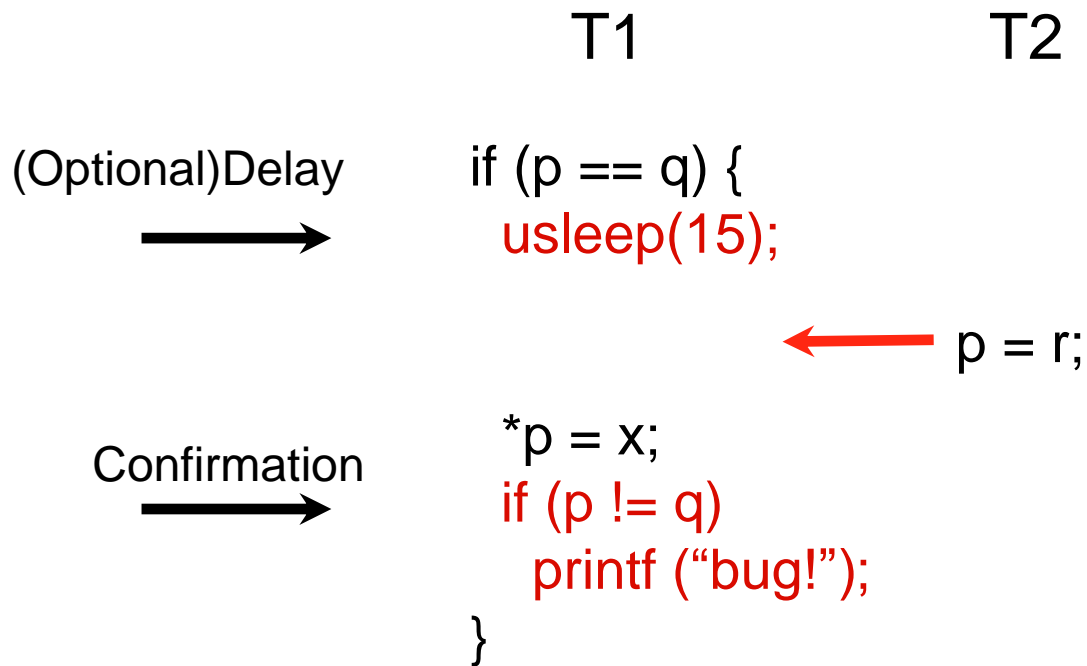 T1 T2
(Optional)Delay if (p == q) {
usleep(15);
p = r;
*p = x;
Confirmation
if (p != q)
printf (“bug!”);
}